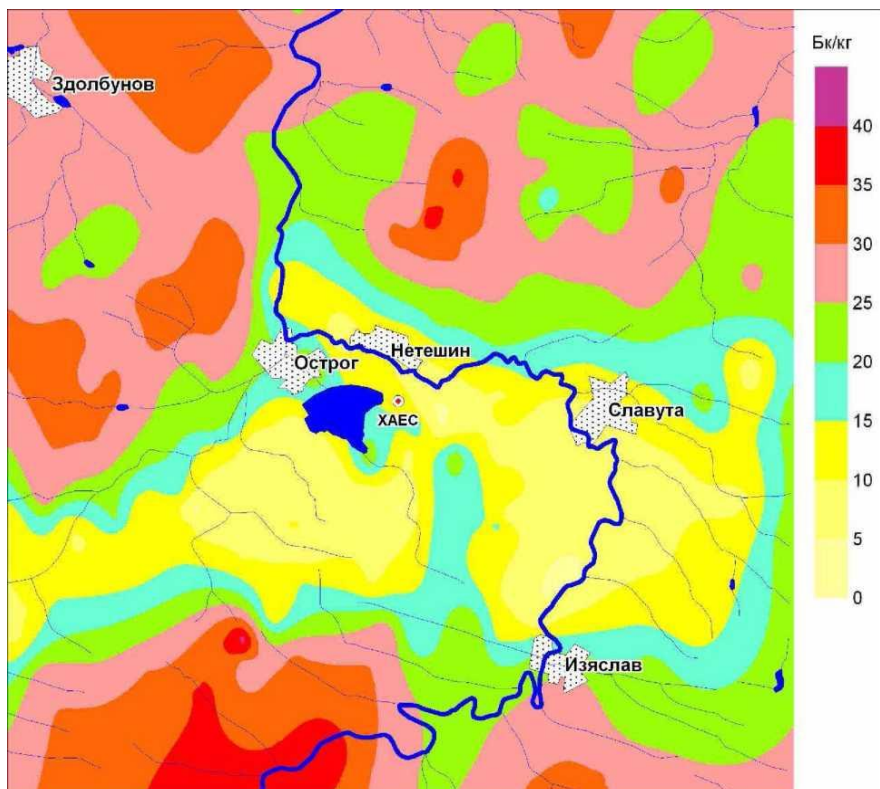 Бк/кг
Здолбунов
40
35
30
25
Нетешин
Острог
20
ХАЕС
Славута
15
10
5
0
Изяслав